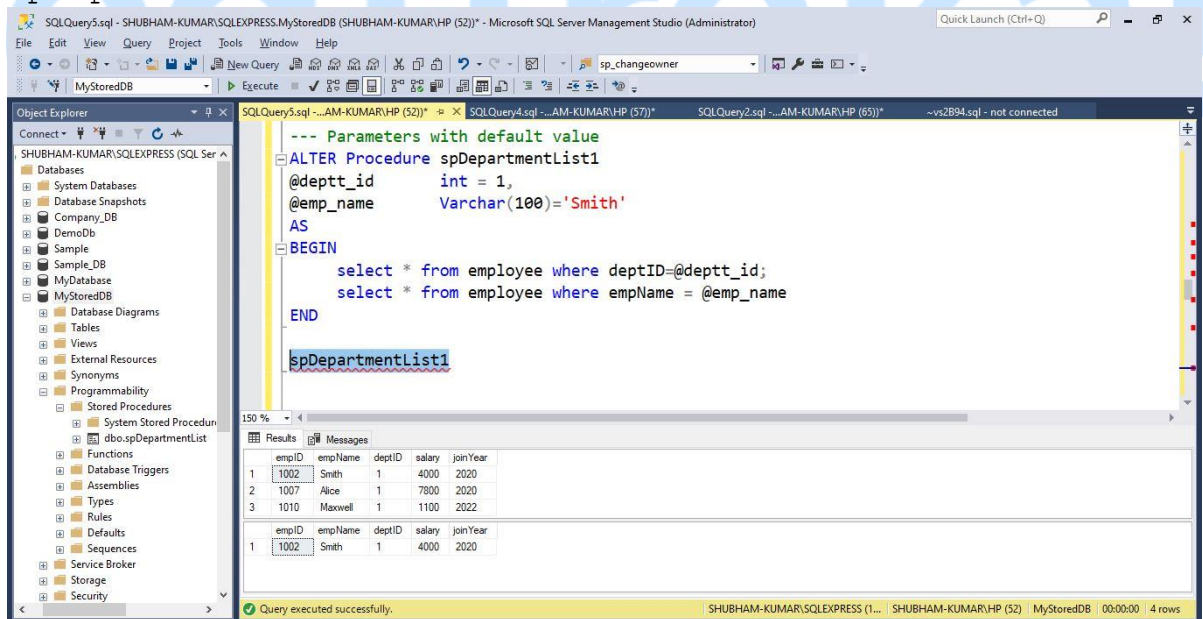 SQLQuery5.sql - SHUBHAM-KUMAR\SQLEXPRESS.MyStoredDB (SHUBHAM-KUMAR\HP (52))* - Microsoft SQL Server Management Studio (Administrator)
Quick Launch (Ctrl+Q)
File Edit View Query Project Tools Window Help
New Query
sp_changeowner
MyStoredDB
Execute
Object Explorer
Connect
SHUBHAM-KUMAR\SQLEXPRESS (SQL Ser
Databases
System Databases
Database Snapshots
Company_DB
DemoDb
Sample
Sample_DB
MyDatabase
MyStoredDB
Database Diagrams
Tables
Views
External Resources
Synonyms
Programmability
Stored Procedures
System Stored Procedur
dbo.spDepartmentList
Functions
Database Triggers
Assemblies
Types
Rules
Defaults
Sequences
Service Broker
Storage
Security
SQLQuery5.sql -...AM-KUMAR\HP (52))* SQLQuery4.sql -...AM-KUMAR\HP (57))* SQLQuery2.sql -...AM-KUMAR\HP (65))* ~vs2B94.sql - not connected
--- Parameters with default value
ALTER Procedure spDepartmentList1
@deptt_id int = 1,
@emp_name Varchar(100)='Smith'
AS
BEGIN
select * from employee where deptID=@deptt_id;
select * from employee where empName = @emp_name
END
spDepartmentList1
150 %
Results Messages
empID empName deptID salary joinYear
1 1002 Smith 1 4000 2020
2 1007 Alice 1 7800 2020
3 1010 Maxwell 1 1100 2022
empID empName deptID salary joinYear
1 1002 Smith 1 4000 2020
Query executed successfully.
SHUBHAM-KUMAR\SQLEXPRESS (1... SHUBHAM-KUMAR\HP (52) MyStoredDB 00:00:00 4 rows